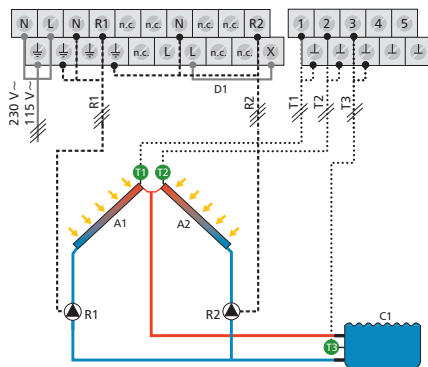 N L N R1 n.c. n.c. N n.c. n.c. R2
n.c. n.c. N L L n.c. X
1 2 3 4 5
D1
230 V~
115 V~
R1
R2
T1
T2
T3
T1
T2
A1
A2
R1
R2
C1
T3